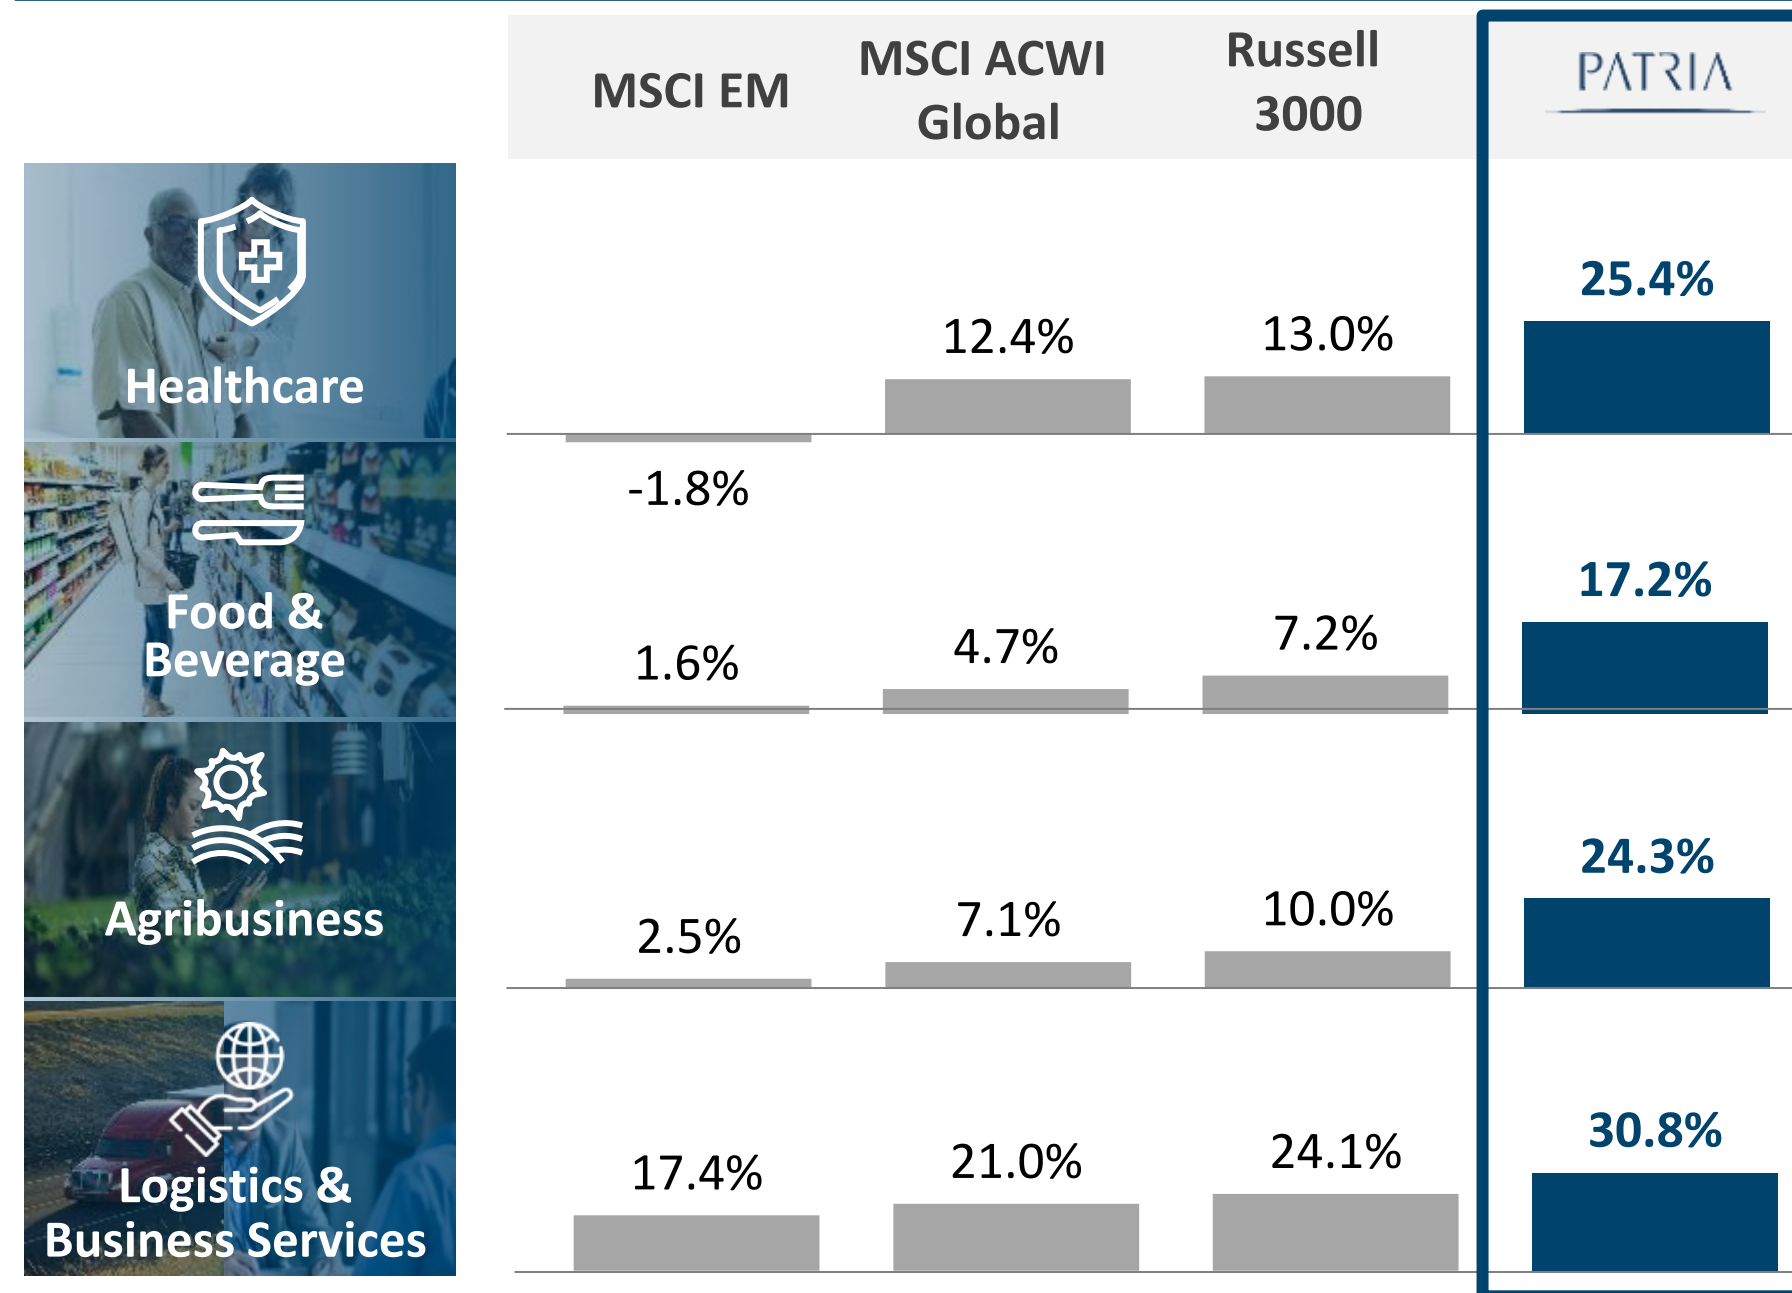 MSCI EM
MSCI ACWI
Global
Russell
3000
PATRIA
Healthcare
-1.8%
12.4%
13.0%
25.4%
Food &
Beverage
1.6%
4.7%
7.2%
17.2%
Agribusiness
2.5%
7.1%
10.0%
24.3%
Logistics &
Business Services
17.4%
21.0%
24.1%
30.8%